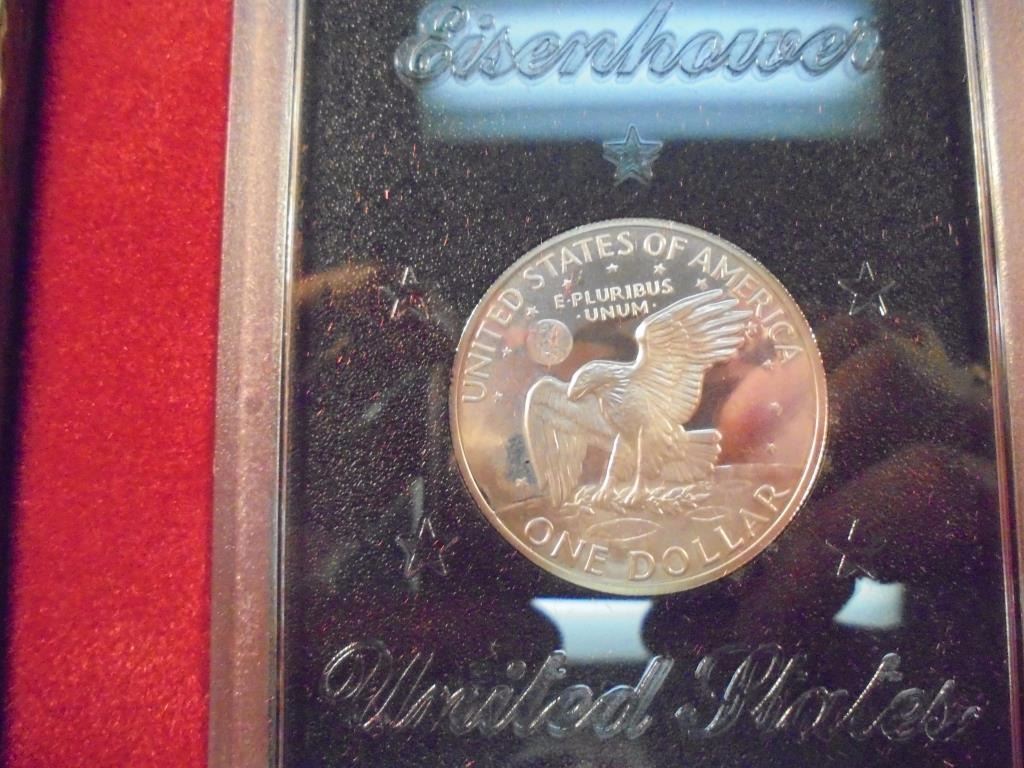 Eisenhower
UNITED STATES OF AMERICA
E·PLURIBUS
·UNUM·
ONE DOLLAR
United States